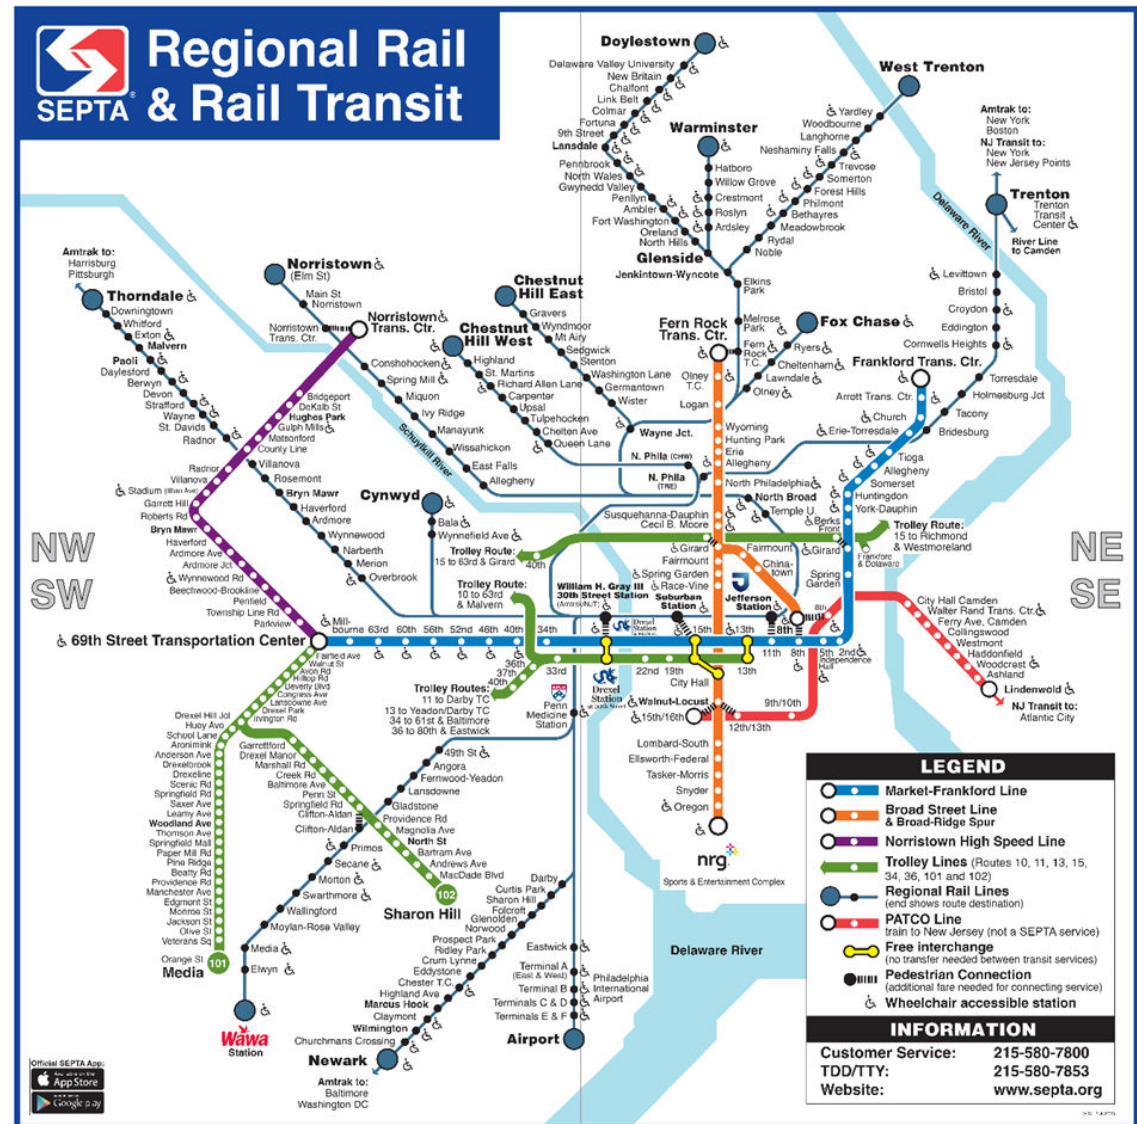 SEPTA
Regional Rail
& Rail Transit
Doylestown
Delaware Valley University
New Britain
Chalfont
Link Belt
Colmar
Fortuna
9th Street
Lansdale
Pennbrook
North Wales
Gwynedd Valley
Penllyn
Ambler
Fort Washington
Oreland
North Hills
Glenside
Jenkintown-Wyncote
Warminster
Hatboro
Willow Grove
Crestmont
Roslyn
Ardsley
West Trenton
Yardley
Woodbourne
Langhorne
Neshaminy Falls
Trevose
Somerton
Forest Hills
Philmont
Bethayres
Meadowbrook
Rydal
Noble
Elkins
Park
Melrose
Park
Fern
Rock
T.C.
Amtrak to:
New York
Boston
NJ Transit to:
New York
New Jersey Points
Trenton
Trenton
Transit
Center
River Line
to Camden
Delaware River
Levittown
Bristol
Croydon
Eddington
Cornwells Heights
Torresdale
Holmesburg Jct
Tacony
Bridesburg
Amtrak to:
Harrisburg
Pittsburgh
Thorndale
Downingtown
Whitford
Exton
Malvern
Paoli
Daylesford
Berwyn
Devon
Strafford
Wayne
St. Davids
Radnor
Villanova
Rosemont
Bryn Mawr
Haverford
Ardmore
Wynnewood
Narberth
Merion
Overbrook
Norristown
(Elm St)
Main St
Norristown
Norristown
Trans. Ctr.
Norristown
Trans. Ctr.
Conshohocken
Spring Mill
Miquon
Ivy Ridge
Manayunk
Wissahickon
East Falls
Allegheny
Schuylkill River
Bridgeport
DeKalb St
Hughes Park
Gulph Mills
Matsonford
County Line
Radnor
Villanova
Stadium (Ithan Ave)
Garrett Hill
Roberts Rd
Bryn Mawr
Haverford
Ardmore Ave
Ardmore Jct
Wynnewood Rd
Beechwood-Brookline
Penfield
Township Line Rd
Parkview
Chestnut
Hill East
Gravers
Wyndmoor
Mt Airy
Sedgwick
Stenton
Washington Lane
Germantown
Wister
Wayne Jct.
Chestnut
Hill West
Highland
St. Martins
Richard Allen Lane
Carpenter
Upsal
Tulpehocken
Chelten Ave
Queen Lane
N. Phila (CHW)
N. Phila
(TRE)
Fox Chase
Ryers
Cheltenham
Lawndale
Olney
Fern Rock
Trans. Ctr.
Olney
T.C.
Logan
Wyoming
Hunting Park
Erie
Allegheny
North Philadelphia
North Broad
Temple U.
Susquehanna-Dauphin
Cecil B. Moore
Girard
Fairmount
Spring Garden
Race-Vine
Fairmount
China-
town
Frankford Trans. Ctr.
Arrott Trans. Ctr.
Church
Erie-Torresdale
Tioga
Allegheny
Somerset
Huntingdon
York-Dauphin
Berks
Front
Girard
Spring
Garden
Frankford
& Delaware
Trolley Route:
15 to Richmond
& Westmoreland
Cynwyd
Bala
Wynnefield Ave
Trolley Route:
15 to 63rd & Girard
40th
Trolley Route:
10 to 63rd
& Malvern
William H. Gray III
30th Street Station
(Amtrak/NJT)
Suburban
Station
Jefferson
Station
8th
NW
SW
NE
SE
69th Street Transportation Center
Mill-
bourne
63rd
60th
56th
52nd
46th
40th
34th
Drexel
Station
15th
13th
8th
11th
8th
5th
Independence
Hall
2nd
36th
37th
40th
33rd
Drexel
Station
22nd
19th
City Hall
13th
Trolley Routes:
11 to Darby TC
13 to Yeadon/Darby TC
34 to 61st & Baltimore
36 to 80th & Eastwick
Penn
Medicine
Station
Walnut-Locust
15th/16th
12th/13th
9th/10th
City Hall Camden
Walter Rand Trans. Ctr.
Ferry Ave, Camden
Collingswood
Westmont
Haddonfield
Woodcrest
Ashland
Lindenwold
NJ Transit to:
Atlantic City
Lombard-South
Ellsworth-Federal
Tasker-Morris
Snyder
Oregon
nrg
Sports & Entertainment Complex
Fairfield Ave
Walnut St
Avon Rd
Hilltop Rd
Beverly Blvd
Congress Ave
Lansdowne Ave
Drexel Park
Irvington Rd
Drexel Hill Jct
Huey Ave
School Lane
Aronimink
Anderson Ave
Drexelbrook
Drexeline
Scenic Rd
Springfield Rd
Saxer Ave
Leamy Ave
Woodland Ave
Thomson Ave
Springfield Mall
Paper Mill Rd
Pine Ridge
Beatty Rd
Providence Rd
Manchester Ave
Edgmont St
Monroe St
Jackson St
Olive St
Veterans Sq
Orange St
Media
101
Garrettford
Drexel Manor
Marshall Rd
Creek Rd
Baltimore Ave
Penn St
Springfield Rd
Clifton-Aldan
Providence Rd
Magnolia Ave
North St
Bartram Ave
Andrews Ave
MacDade Blvd
102
Sharon Hill
49th St
Angora
Fernwood-Yeadon
Lansdowne
Gladstone
Clifton-Aldan
Primos
Secane
Morton
Swarthmore
Wallingford
Moylan-Rose Valley
Media
Elwyn
Wawa
Station
Darby
Curtis Park
Sharon Hill
Folcroft
Glenolden
Norwood
Prospect Park
Ridley Park
Crum Lynne
Eddystone
Chester T.C.
Highland Ave
Marcus Hook
Claymont
Wilmington
Churchmans Crossing
Newark
Amtrak to:
Baltimore
Washington DC
Eastwick
Terminal A
(East & West)
Terminal B
Terminals C & D
Terminals E & F
Philadelphia
International
Airport
Airport
Delaware River
LEGEND
Market-Frankford Line
Broad Street Line
& Broad-Ridge Spur
Norristown High Speed Line
Trolley Lines (Routes 10, 11, 13, 15,
34, 36, 101 and 102)
Regional Rail Lines
(end shows route destination)
PATCO Line
train to New Jersey (not a SEPTA service)
Free interchange
(no transfer needed between transit services)
Pedestrian Connection
(additional fare needed for connecting service)
Wheelchair accessible station
INFORMATION
Customer Service: 215-580-7800
TDD/TTY: 215-580-7853
Website: www.septa.org
Official SEPTA App:
App Store
Google play